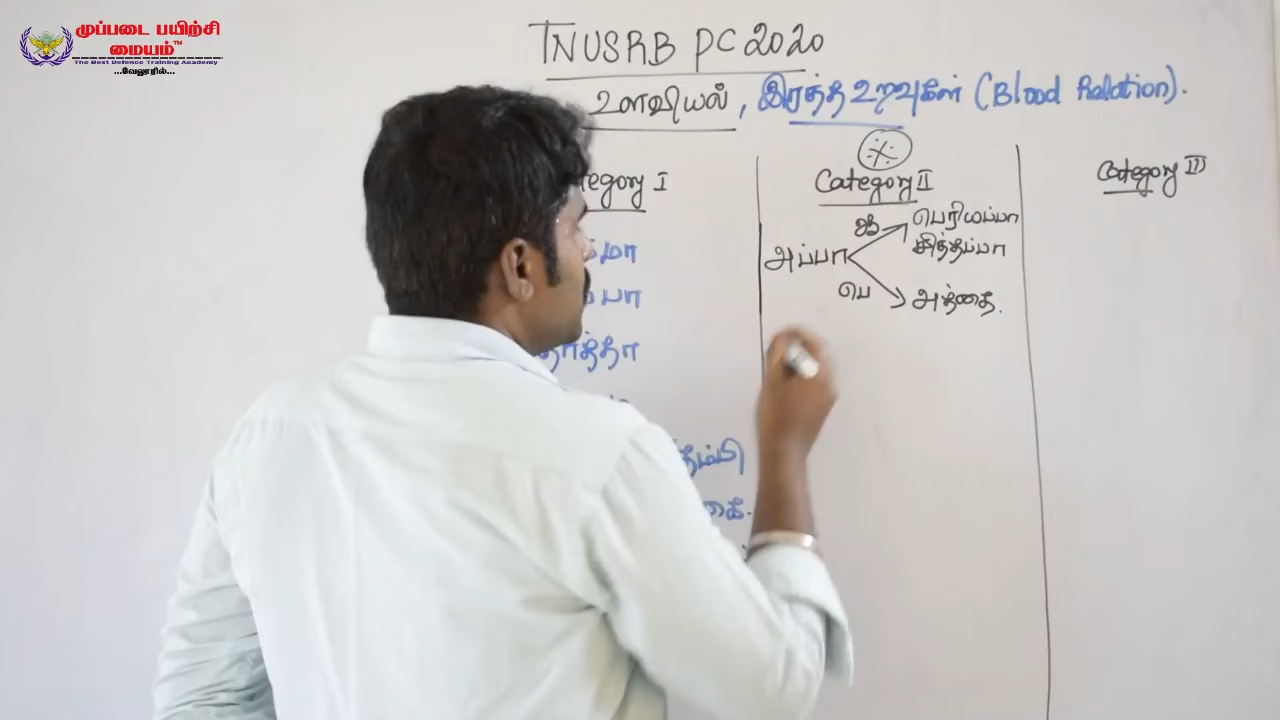 முப்படை பயிற்சி
மையம்™
The Best Defence Training Academy
...வேலூரில்...
TNUSRB PC 2020
உளவியல், இரத்த உறவுகள் (Blood Relation).
Category II
Category III
அப்பா
ஆ
பெரியப்பா
சித்தப்பா
பெ
அத்தை.